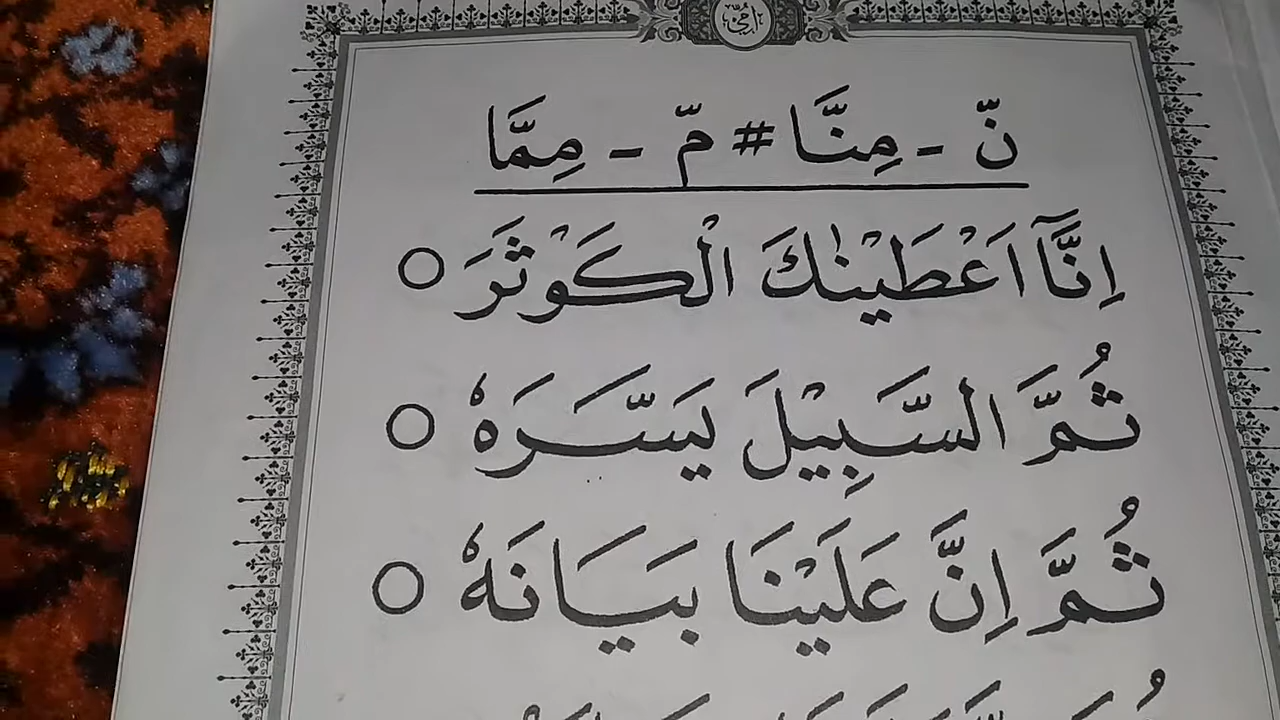 نّ - مِنَّا # مّ - مِمَّا
اِنَّآ اَعْطَيْنٰكَ الْكَوْثَرَ ○
ثُمَّ السَّبِيْلَ يَسَّرَهٗ ○
ثُمَّ اِنَّ عَلَيْنَا بَيَانَهٗ ○